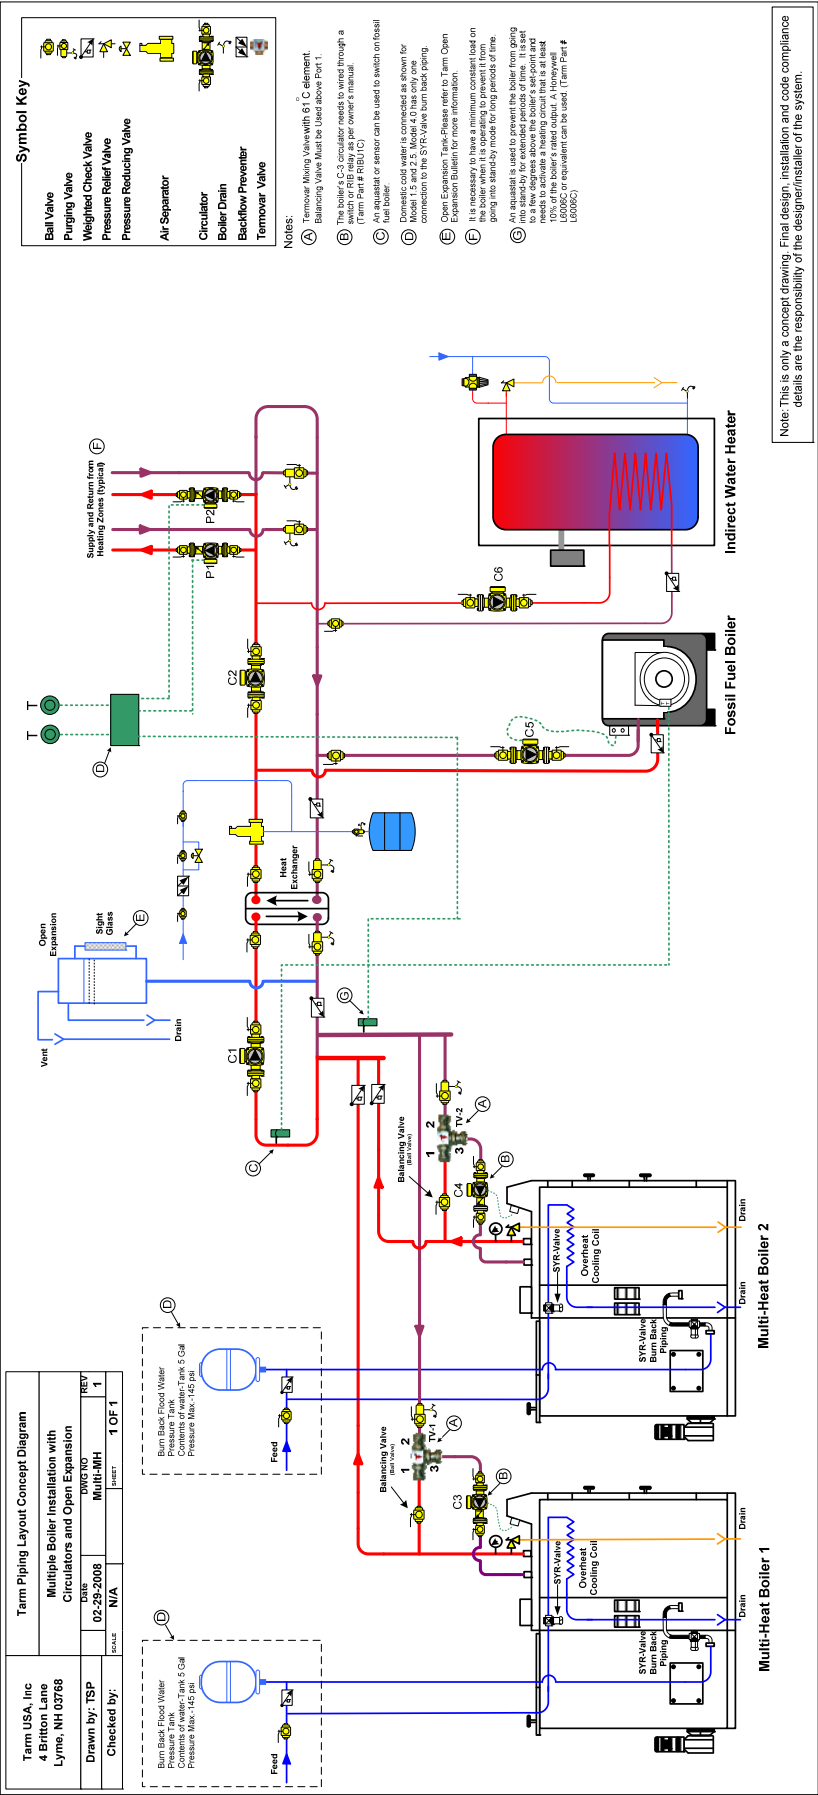 Symbol Key
Ball Valve
Purging Valve
Weighted Check Valve
Pressure Relief Valve
Pressure Reducing Valve
Air Separator
Circulator
Boiler Drain
Backflow Preventer
Termovar Valve
Notes:
A Termovar Mixing Valve with 61 C element.
Balancing Valve Must be Used above Port 1.
B The boiler's C-3 circulator needs to wired through a
switch or RIB relay as per owner's manual.
(Tarm Part # RIBU1C)
C An aquastat or sensor can be used to switch on fossil
fuel boiler.
D Domestic cold water is connected as shown for
Model 1.5 and 2.5. Model 4.0 has only one
connection to the SYR-Valve burn back piping.
E Open Expansion Tank-Please refer to Tarm Open
Expansion Bulletin for more information.
F It is necessary to have a minimum constant load on
the boiler when it is operating to prevent it from
going into stand-by mode for long periods of time.
G An aquastat is used to prevent the boiler from going
into stand-by for extended periods of time. It is set
to a few degrees above the boiler's set-point and
needs to activate a heating circuit that is at least
10% of the boiler's rated output. A Honeywell
L6006C or equivalent can be used. (Tarm Part #
L6006C)
Note: This is only a concept drawing. Final design, installation and code compliance
details are the responsibility of the designer/installer of the system.
Supply and Return from
Heating Zones (typical)
F
P2
P1
T
T
D
C2
C6
Indirect Water Heater
C5
Fossil Fuel Boiler
Heat
Exchanger
Open
Expansion
Sight
Glass
E
Vent
Drain
C1
C
G
Balancing Valve
(Ball Valve)
1
2
3
TV-2
A
C4
B
D
Burn Back Flood Water
Pressure Tank
Contents of water-Tank 5 Gal
Pressure Max.-145 psi
Feed
SYR-Valve
Overheat
Cooling Coil
SYR-Valve
Burn Back
Piping
Drain
Drain
Multi-Heat Boiler 2
Balancing Valve
(Ball Valve)
1
2
3
TV-1
A
C3
B
D
Burn Back Flood Water
Pressure Tank
Contents of water-Tank 5 Gal
Pressure Max.-145 psi
Feed
SYR-Valve
Overheat
Cooling Coil
SYR-Valve
Burn Back
Piping
Drain
Drain
Multi-Heat Boiler 1
Tarm USA, Inc
4 Britton Lane
Lyme, NH 03768
Tarm Piping Layout Concept Diagram
Multiple Boiler Installation with
Circulators and Open Expansion
Drawn by: TSP
Date
02-29-2008
DWG NO
Multi-MH
REV
1
Checked by:
SCALE
N/A
SHEET
1 OF 1